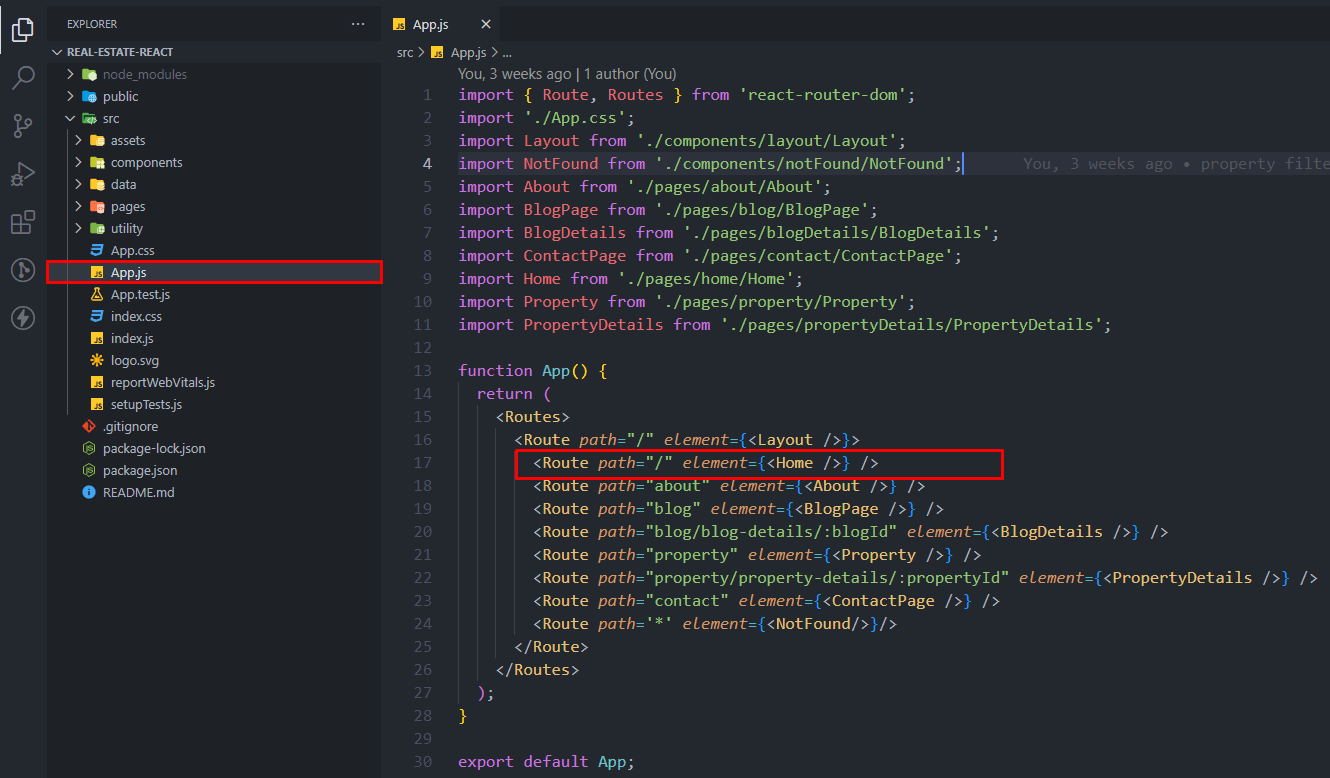 EXPLORER
REAL-ESTATE-REACT
node_modules
public
src
assets
components
data
pages
utility
App.css
App.js
App.test.js
index.css
index.js
logo.svg
reportWebVitals.js
setupTests.js
.gitignore
package-lock.json
package.json
README.md
App.js
src > App.js > ...
You, 3 weeks ago | 1 author (You)
1 import { Route, Routes } from 'react-router-dom';
2 import './App.css';
3 import Layout from './components/layout/Layout';
4 import NotFound from './components/notFound/NotFound'; You, 3 weeks ago • property filte
5 import About from './pages/about/About';
6 import BlogPage from './pages/blog/BlogPage';
7 import BlogDetails from './pages/blogDetails/BlogDetails';
8 import ContactPage from './pages/contact/ContactPage';
9 import Home from './pages/home/Home';
10 import Property from './pages/property/Property';
11 import PropertyDetails from './pages/propertyDetails/PropertyDetails';
12
13 function App() {
14 return (
15 <Routes>
16 <Route path="/" element={<Layout />}>
17 <Route path="/" element={<Home />} />
18 <Route path="about" element={<About />} />
19 <Route path="blog" element={<BlogPage />} />
20 <Route path="blog/blog-details/:blogId" element={<BlogDetails />} />
21 <Route path="property" element={<Property />} />
22 <Route path="property/property-details/:propertyId" element={<PropertyDetails />} />
23 <Route path="contact" element={<ContactPage />} />
24 <Route path='*' element={<NotFound/>}/>
25 </Route>
26 </Routes>
27 );
28 }
29
30 export default App;